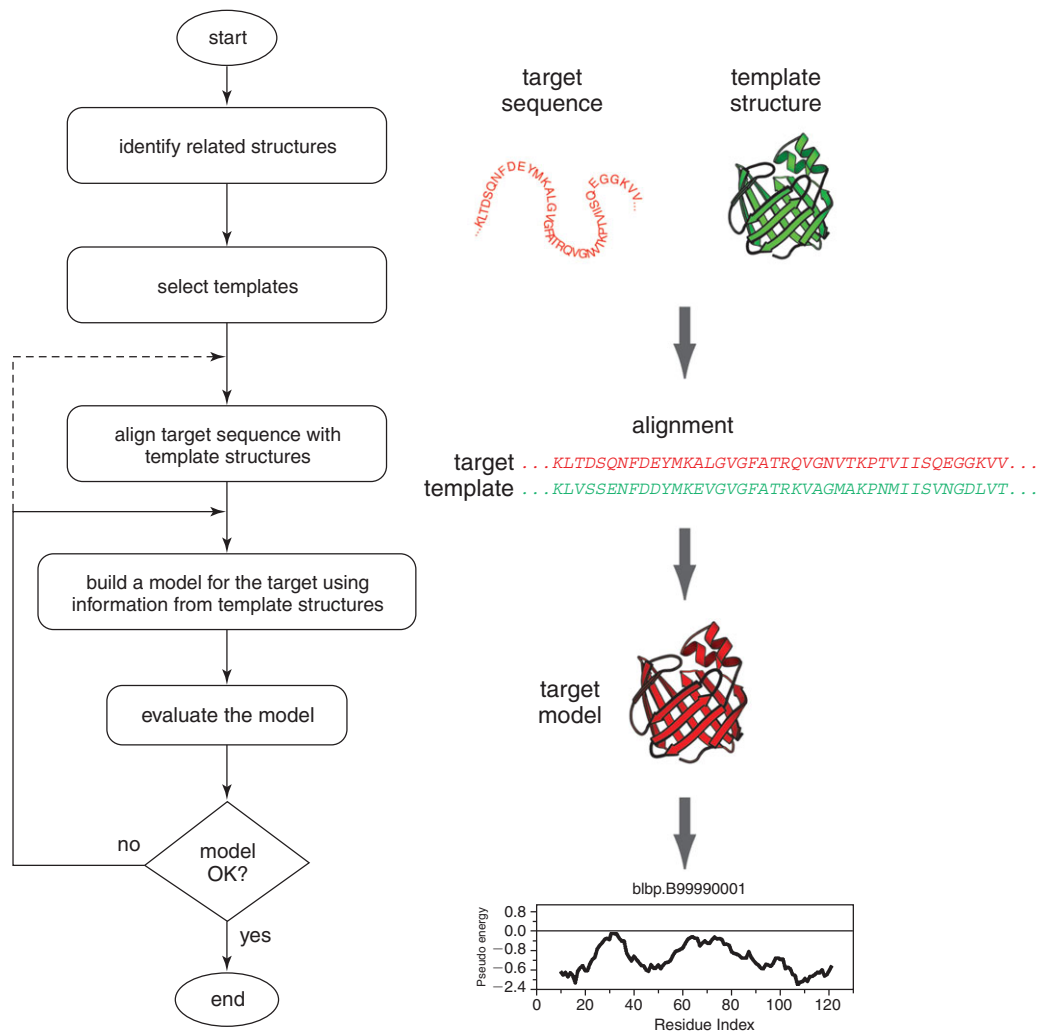 start
identify related structures
select templates
align target sequence with
template structures
build a model for the target using
information from template structures
evaluate the model
no
model
OK?
yes
end
target
sequence
template
structure
...KLTDSQNFDEYMKALGVGFATRQVGNVTKPTVIISQEGGKVV...
alignment
target ...KLTDSQNFDEYMKALGVGFATRQVGNVTKPTVIISQEGGKVV...
template ...KLVSSENFDDYMKEVGVGFATRKVAGMAKPNMIISVNGDLVT...
target
model
blbp.B99990001
Pseudo energy
0.8
0.0
−0.8
−0.6
−2.4
0 20 40 60 80 100 120
Residue Index